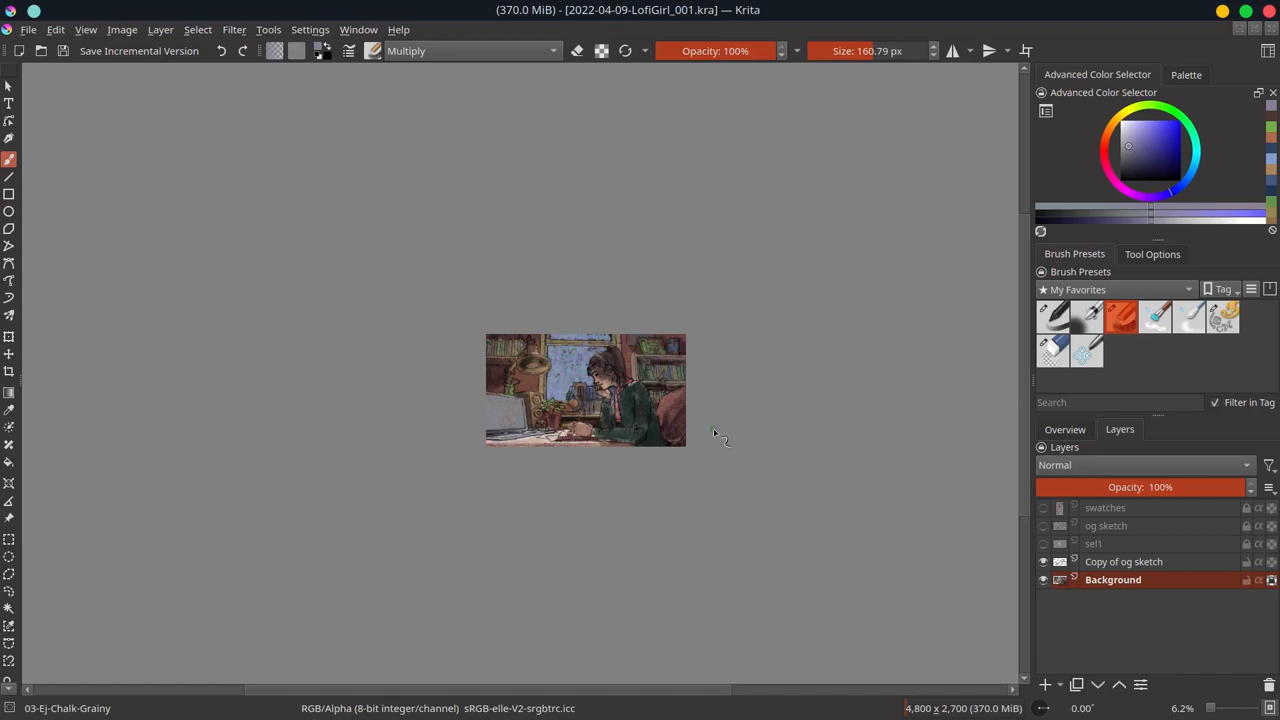 (370.0 MiB) - [2022-04-09-LofiGirl_001.kra] — Krita
File Edit View Image Layer Select Filter Tools Settings Window Help
Save Incremental Version Multiply Opacity: 100% Size: 160.79 px
Advanced Color Selector Palette
Advanced Color Selector
Brush Presets Tool Options
Brush Presets
★ My Favorites Tag
Search Filter in Tag
Overview Layers
Layers
Normal
Opacity: 100%
swatches
og sketch
sel1
Copy of og sketch
Background
03-Ej-Chalk-Grainy RGB/Alpha (8-bit integer/channel) sRGB-elle-V2-srgbtrc.icc 4,800 x 2,700 (370.0 MiB) 0.00° 6.2%